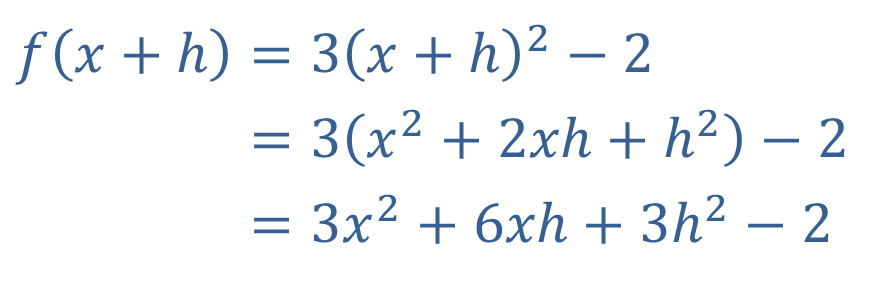 f(x + h) = 3(x + h)² − 2
= 3(x² + 2xh + h²) − 2
= 3x² + 6xh + 3h² − 2